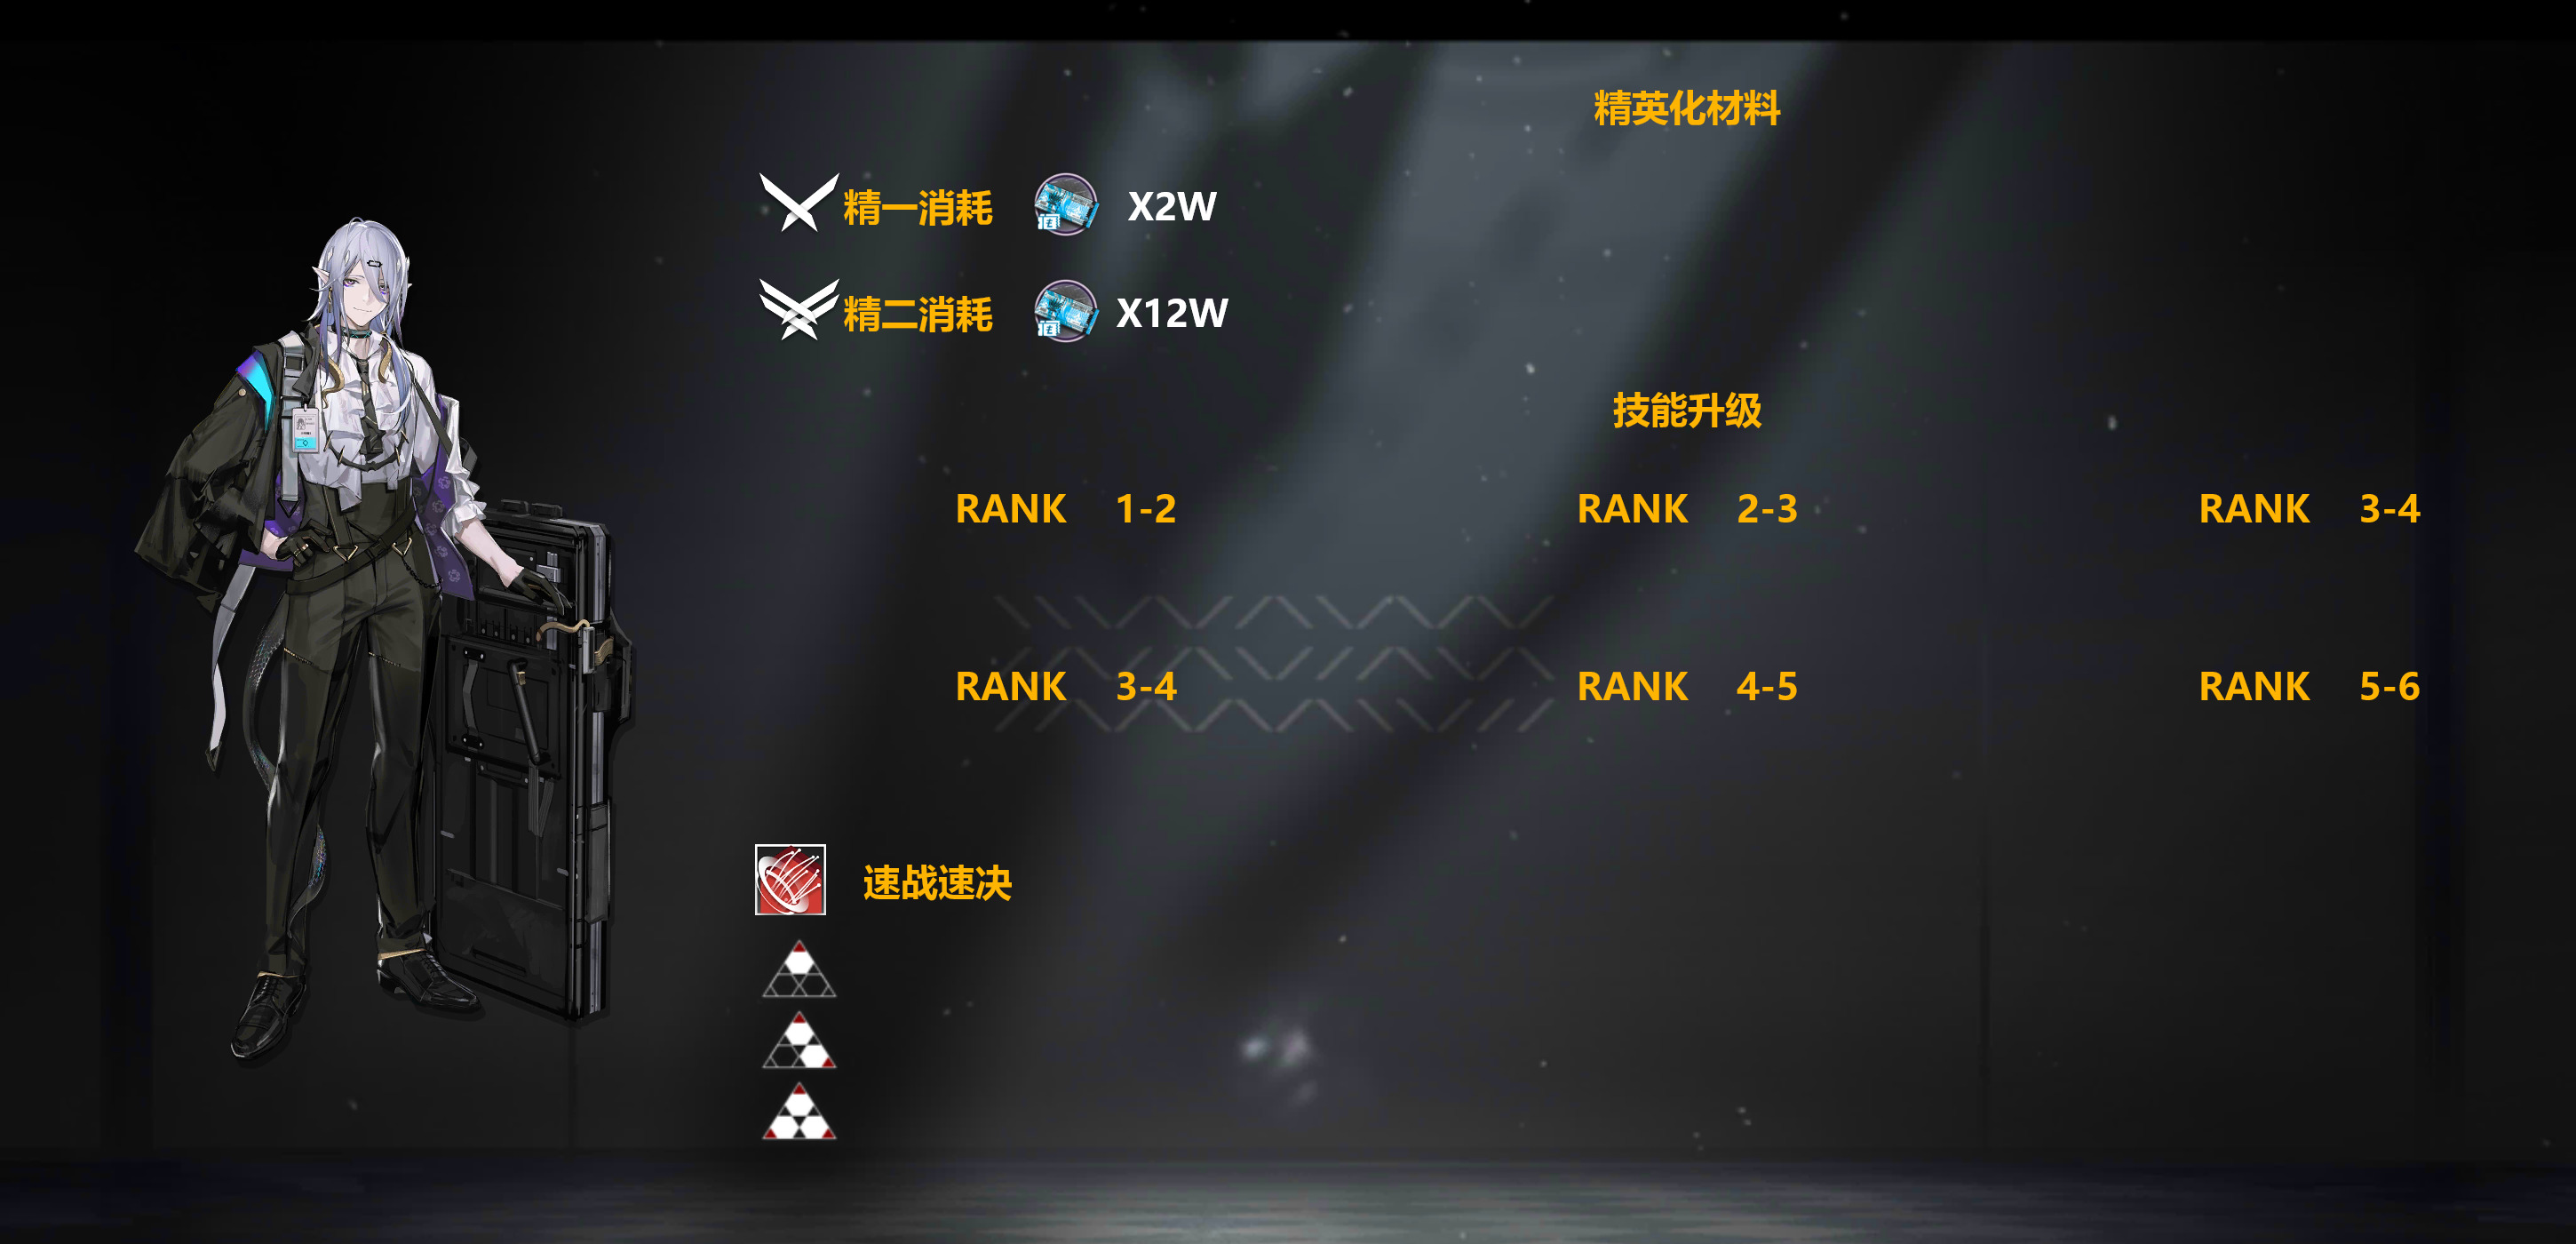 精英化材料
精一消耗 X2W
精二消耗 X12W
技能升级
RANK 1-2 RANK 2-3 RANK 3-4
RANK 3-4 RANK 4-5 RANK 5-6
速战速决